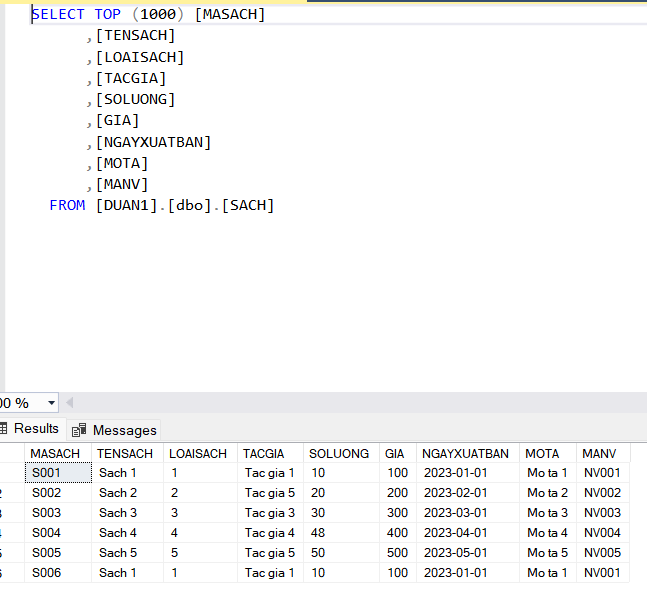 SELECT TOP (1000) [MASACH]
,[TENSACH]
,[LOAISACH]
,[TACGIA]
,[SOLUONG]
,[GIA]
,[NGAYXUATBAN]
,[MOTA]
,[MANV]
FROM [DUAN1].[dbo].[SACH]
00 %
Results Messages
MASACH TENSACH LOAISACH TACGIA SOLUONG GIA NGAYXUATBAN MOTA MANV
S001 Sach 1 1 Tac gia 1 10 100 2023-01-01 Mo ta 1 NV001
2 S002 Sach 2 2 Tac gia 5 20 200 2023-02-01 Mo ta 2 NV002
3 S003 Sach 3 3 Tac gia 3 30 300 2023-03-01 Mo ta 3 NV003
4 S004 Sach 4 4 Tac gia 4 48 400 2023-04-01 Mo ta 4 NV004
5 S005 Sach 5 5 Tac gia 5 50 500 2023-05-01 Mo ta 5 NV005
6 S006 Sach 1 1 Tac gia 1 10 100 2023-01-01 Mo ta 1 NV001